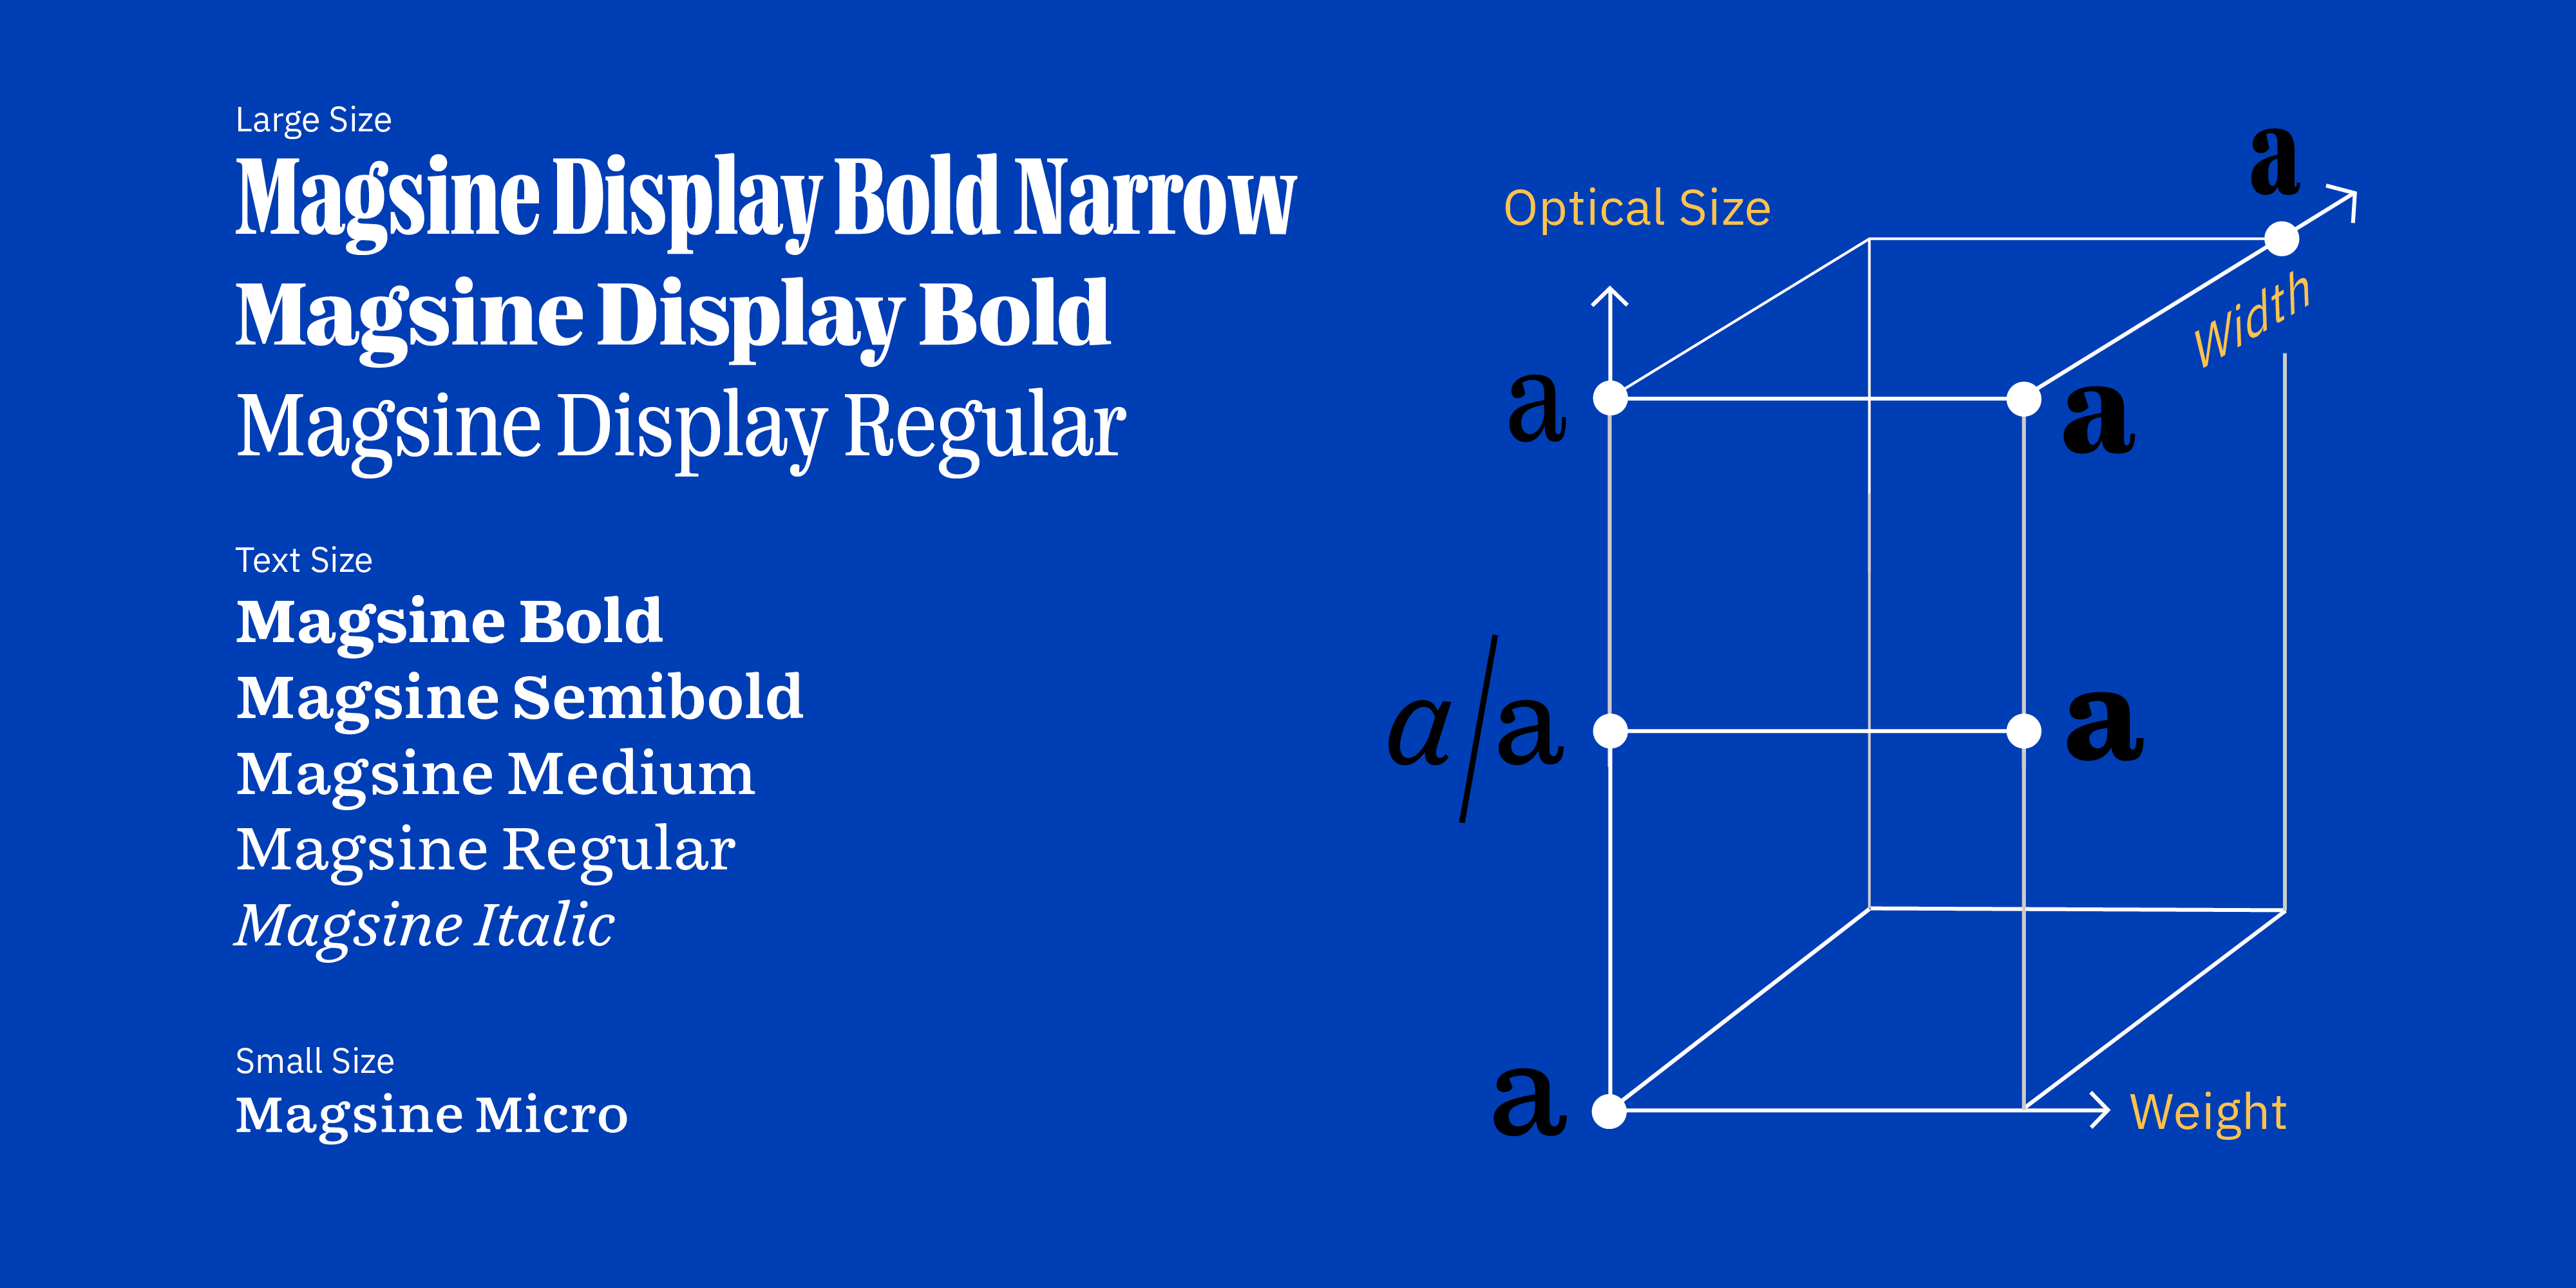 Large Size
Magsine Display Bold Narrow
Magsine Display Bold
Magsine Display Regular
Text Size
Magsine Bold
Magsine Semibold
Magsine Medium
Magsine Regular
Magsine Italic
Small Size
Magsine Micro
a
Optical Size
Width
a
a
a/a
a
a
Weight